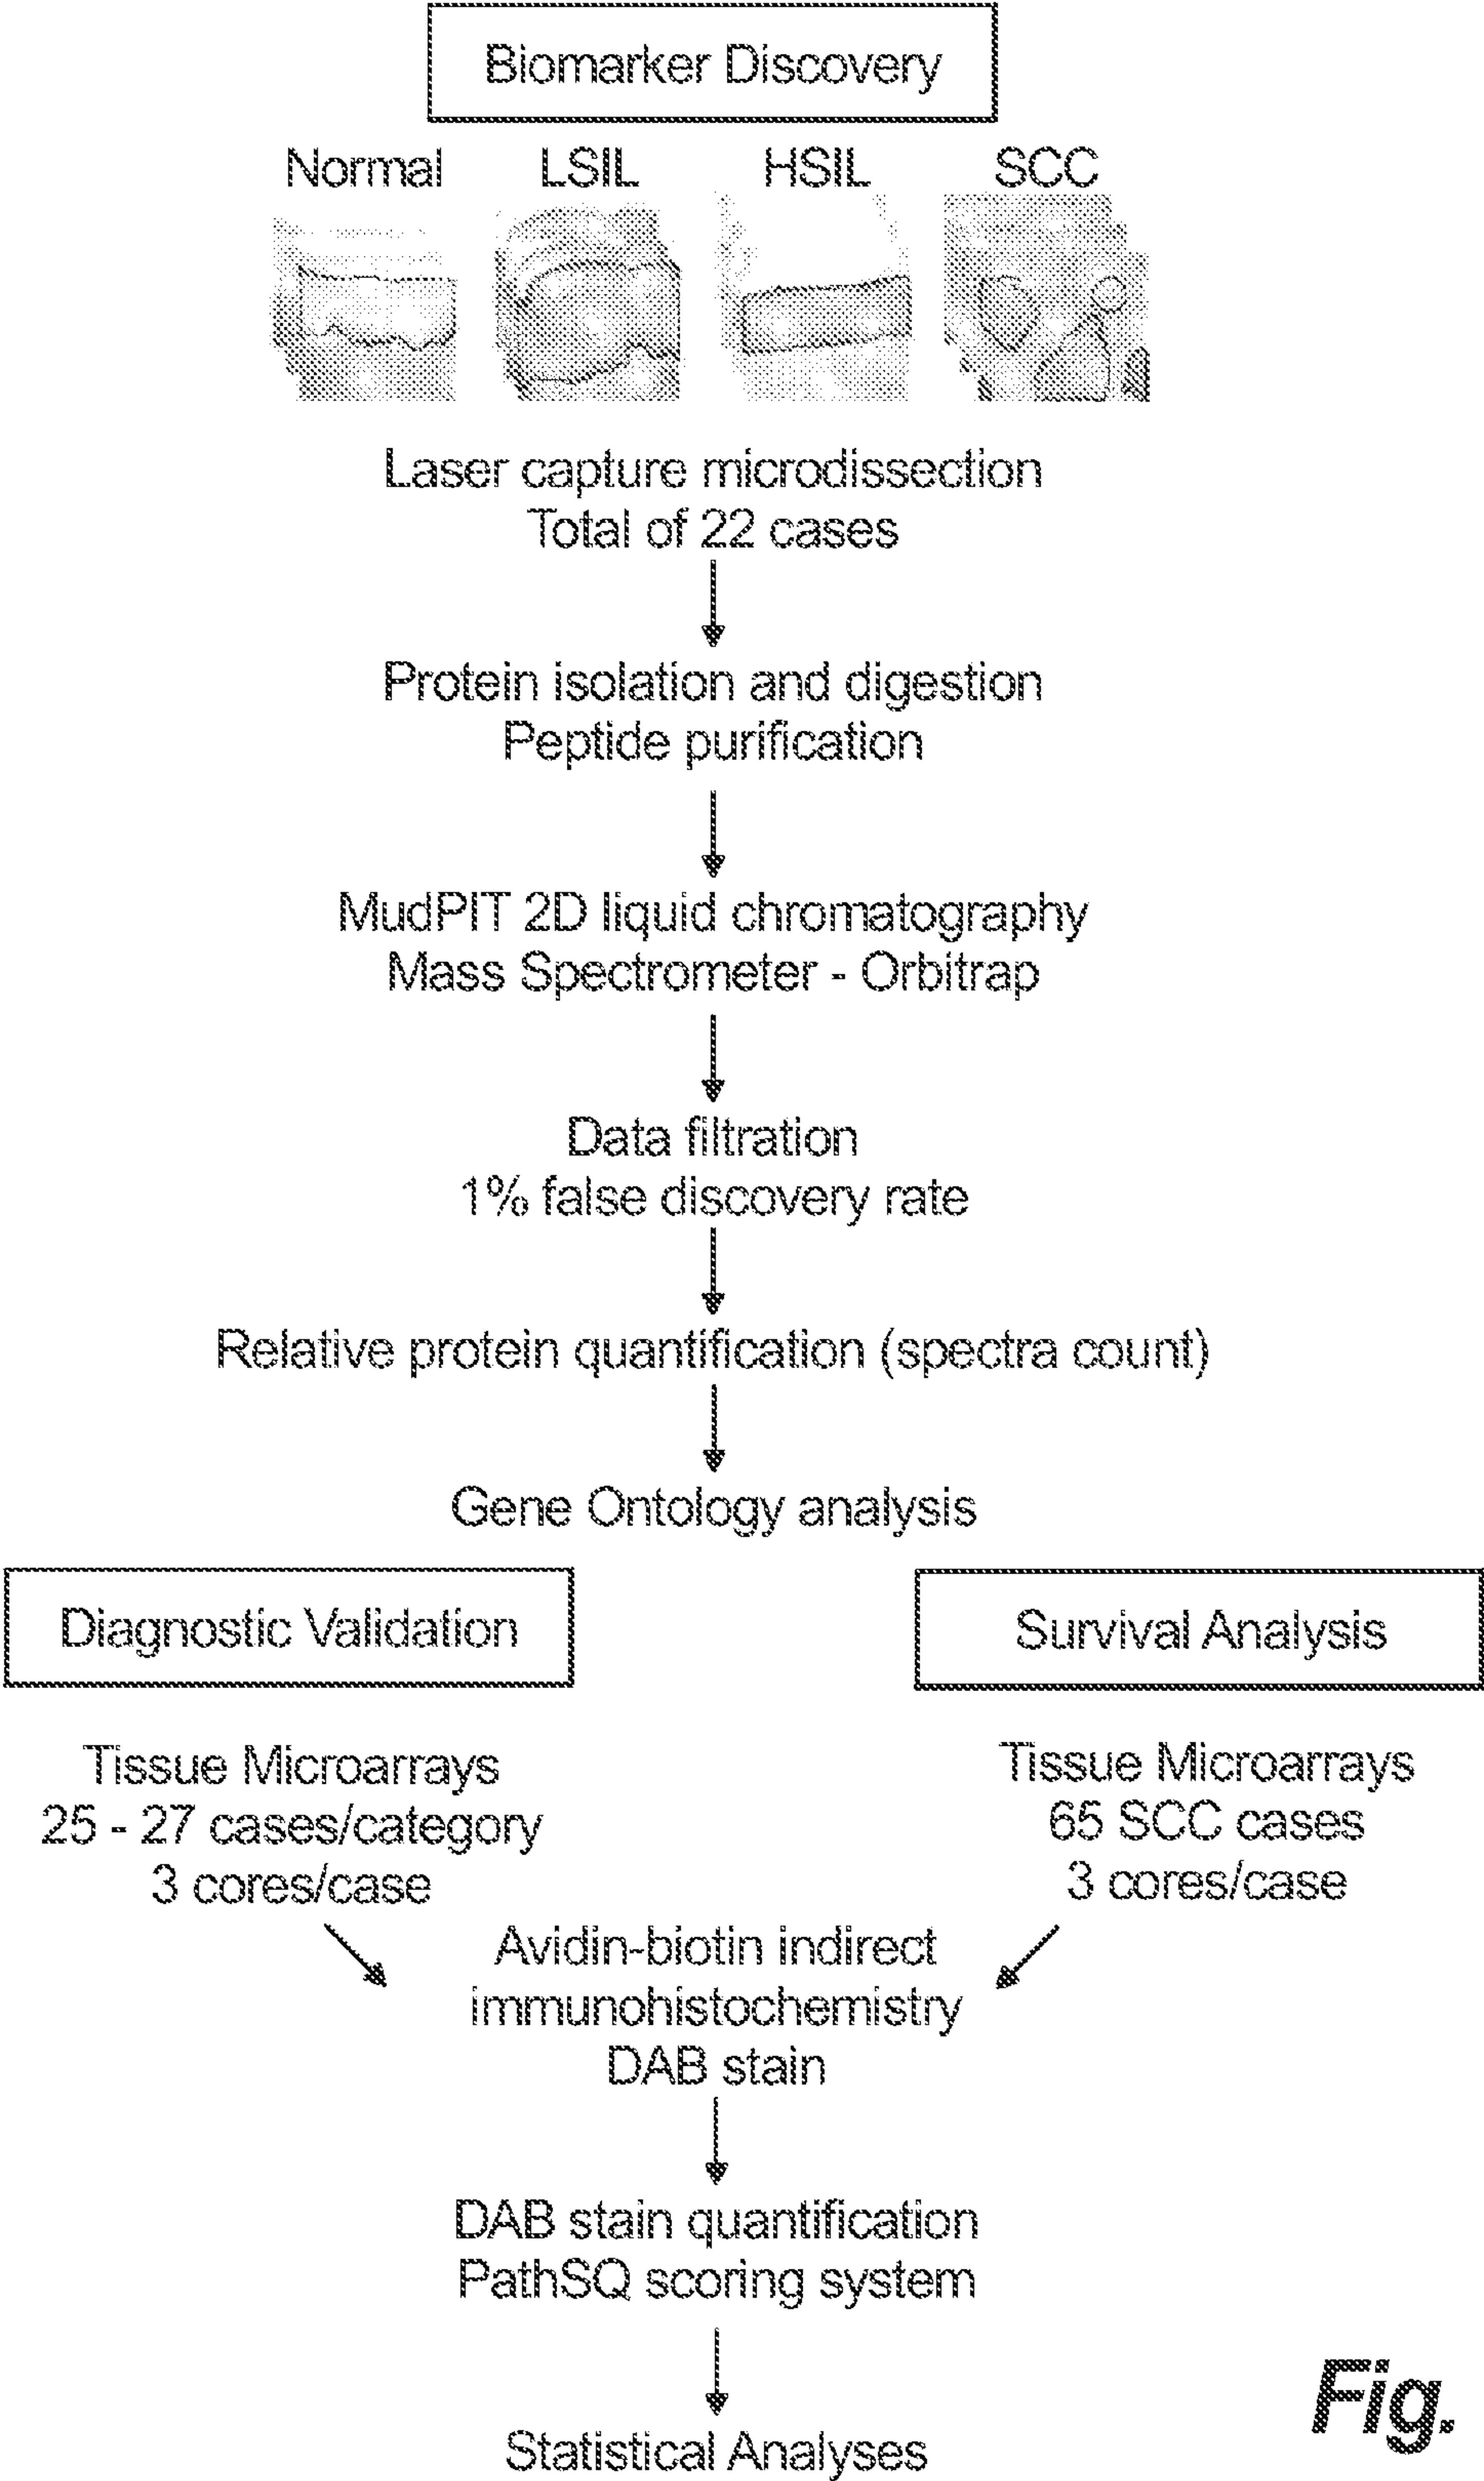 Biomarker Discovery
Normal LSIL HSIL SCC
Laser capture microdissection
Total of 22 cases
Protein isolation and digestion
Peptide purification
MudPIT 2D liquid chromatography
Mass Spectrometer - Orbitrap
Data filtration
1% false discovery rate
Relative protein quantification (spectra count)
Gene Ontology analysis
Diagnostic Validation
Tissue Microarrays
25 - 27 cases/category
3 cores/case
Survival Analysis
Tissue Microarrays
65 SCC cases
3 cores/case
Avidin-biotin indirect
immunohistochemistry
DAB stain
DAB stain quantification
PathSQ scoring system
Statistical Analyses
Fig.